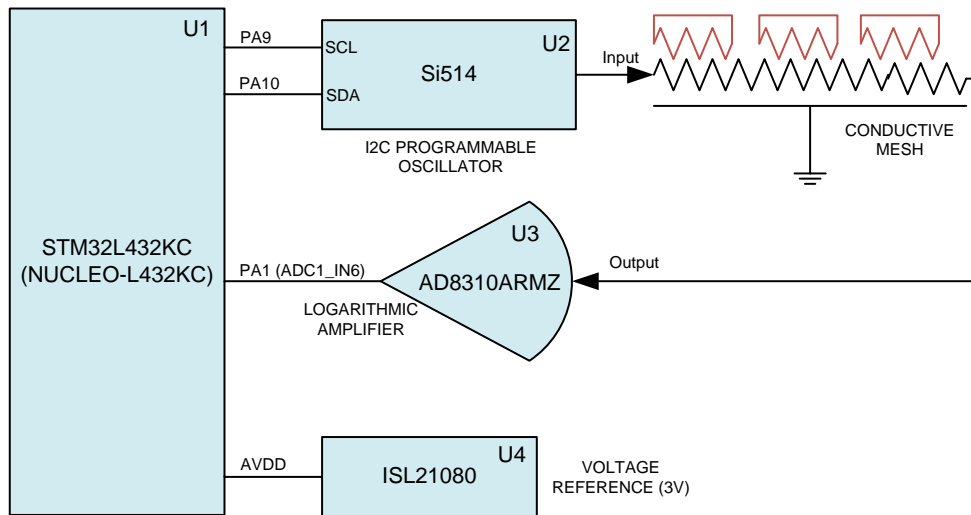 U1
STM32L432KC
(NUCLEO-L432KC)
PA9
PA10
SCL
SDA
U2
Si514
I2C PROGRAMMABLE
OSCILLATOR
Input
CONDUCTIVE
MESH
PA1 (ADC1_IN6)
U3
AD8310ARMZ
LOGARITHMIC
AMPLIFIER
Output
AVDD
U4
ISL21080
VOLTAGE
REFERENCE (3V)